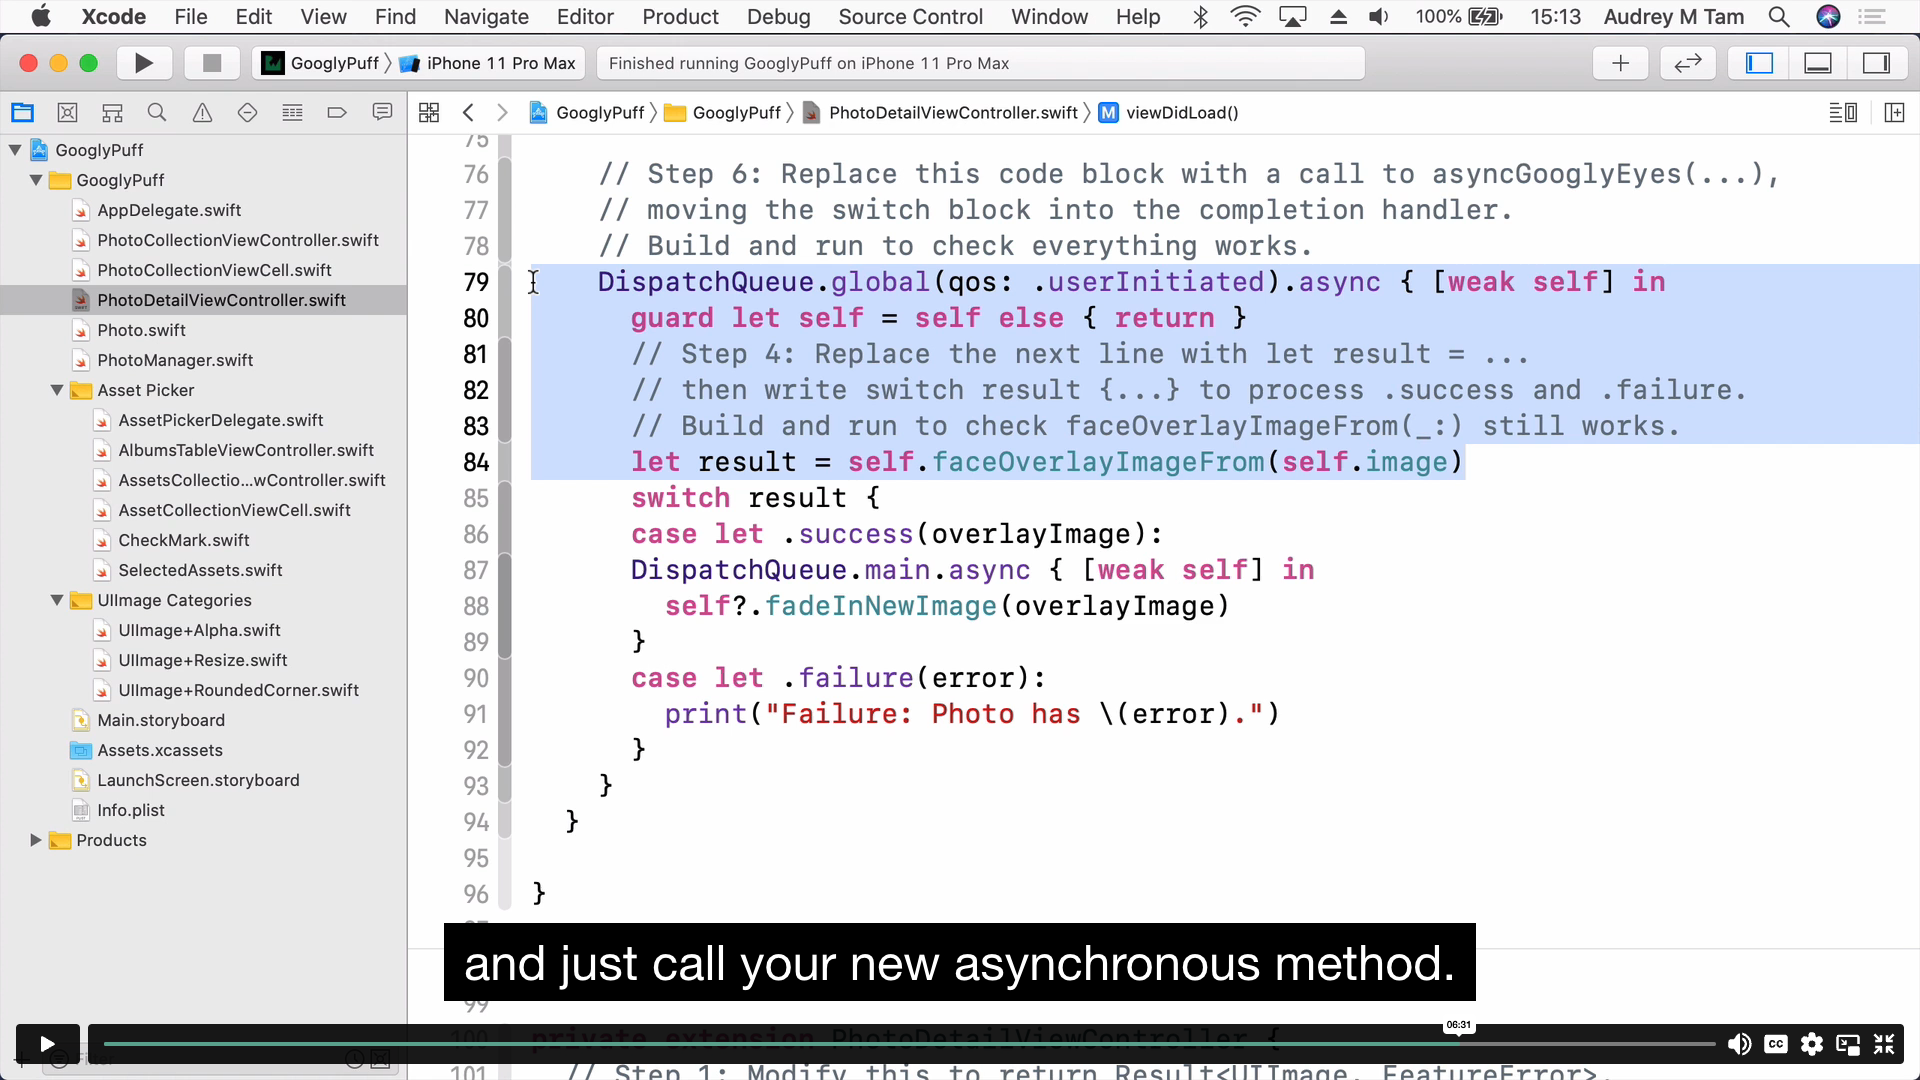 Xcode File Edit View Find Navigate Editor Product Debug Source Control Window Help 100% 15:13 Audrey M Tam
GooglyPuff iPhone 11 Pro Max Finished running GooglyPuff on iPhone 11 Pro Max
GooglyPuff GooglyPuff PhotoDetailViewController.swift M viewDidLoad()
GooglyPuff
GooglyPuff
AppDelegate.swift
PhotoCollectionViewController.swift
PhotoCollectionViewCell.swift
PhotoDetailViewController.swift
Photo.swift
PhotoManager.swift
Asset Picker
AssetPickerDelegate.swift
AlbumsTableViewController.swift
AssetsCollectio...wController.swift
AssetCollectionViewCell.swift
CheckMark.swift
SelectedAssets.swift
UIImage Categories
UIImage+Alpha.swift
UIImage+Resize.swift
UIImage+RoundedCorner.swift
Main.storyboard
Assets.xcassets
LaunchScreen.storyboard
Info.plist
Products
Filter
75
76 // Step 6: Replace this code block with a call to asyncGooglyEyes(...),
77 // moving the switch block into the completion handler.
78 // Build and run to check everything works.
79 DispatchQueue.global(qos: .userInitiated).async { [weak self] in
80 guard let self = self else { return }
81 // Step 4: Replace the next line with let result = ...
82 // then write switch result {...} to process .success and .failure.
83 // Build and run to check faceOverlayImageFrom(_:) still works.
84 let result = self.faceOverlayImageFrom(self.image)
85 switch result {
86 case let .success(overlayImage):
87 DispatchQueue.main.async { [weak self] in
88 self?.fadeInNewImage(overlayImage)
89 }
90 case let .failure(error):
91 print("Failure: Photo has \(error).")
92 }
93 }
94 }
95
96 }
and just call your new asynchronous method.
99
06:31
100 private extension PhotoDetailViewController {
101 // Step 1: Modify this to return Result<UIImage, FeatureError>.
CC